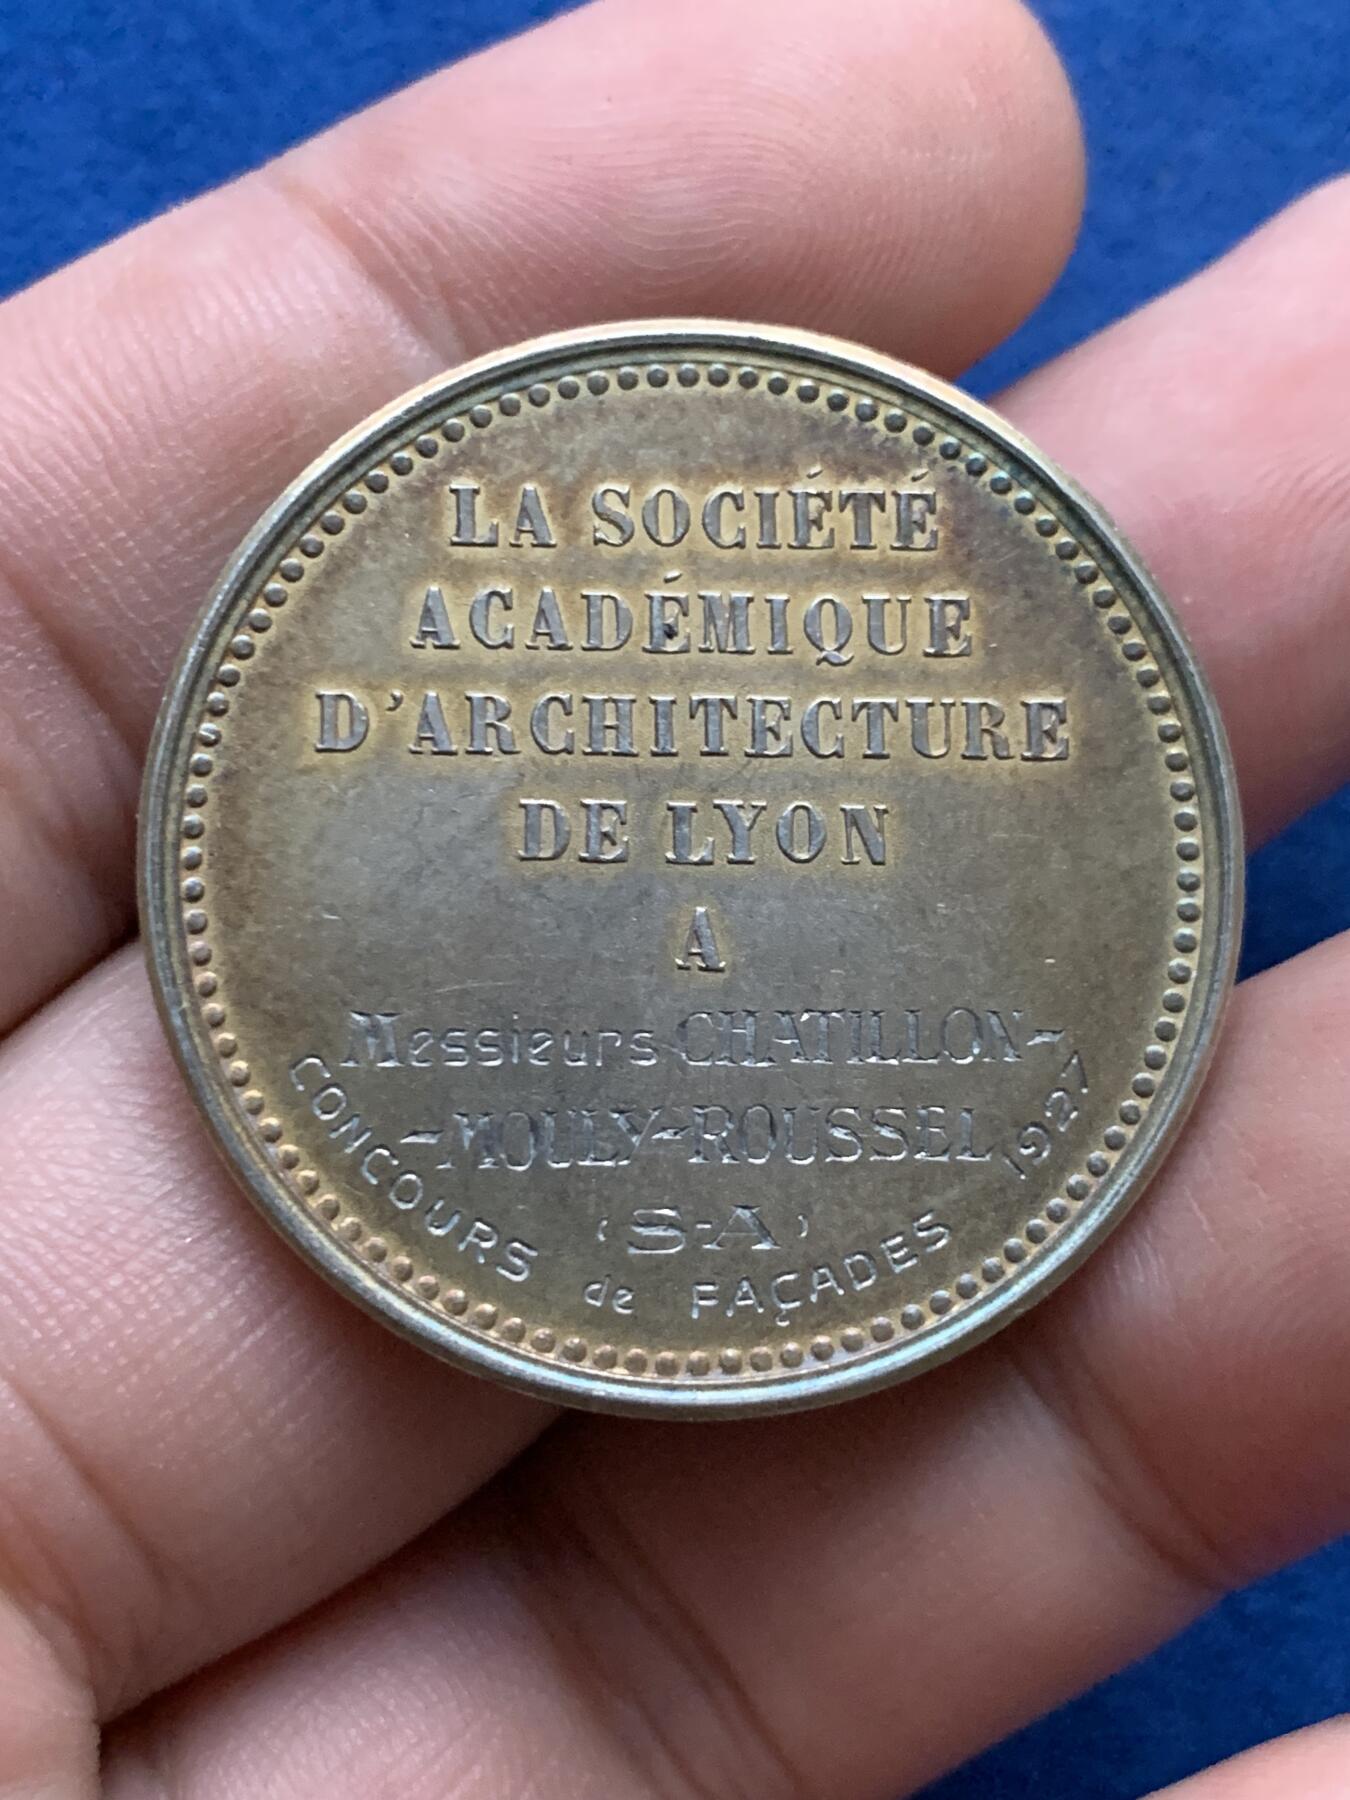 LA SOCIÉTÉ
ACADÉMIQUE
D'ARCHITECTURE
DE LYON
A
Messieurs CHATILLON-
-MOULY-ROUSSEL
(S-A)
CONCOURS de FAÇADES 1927